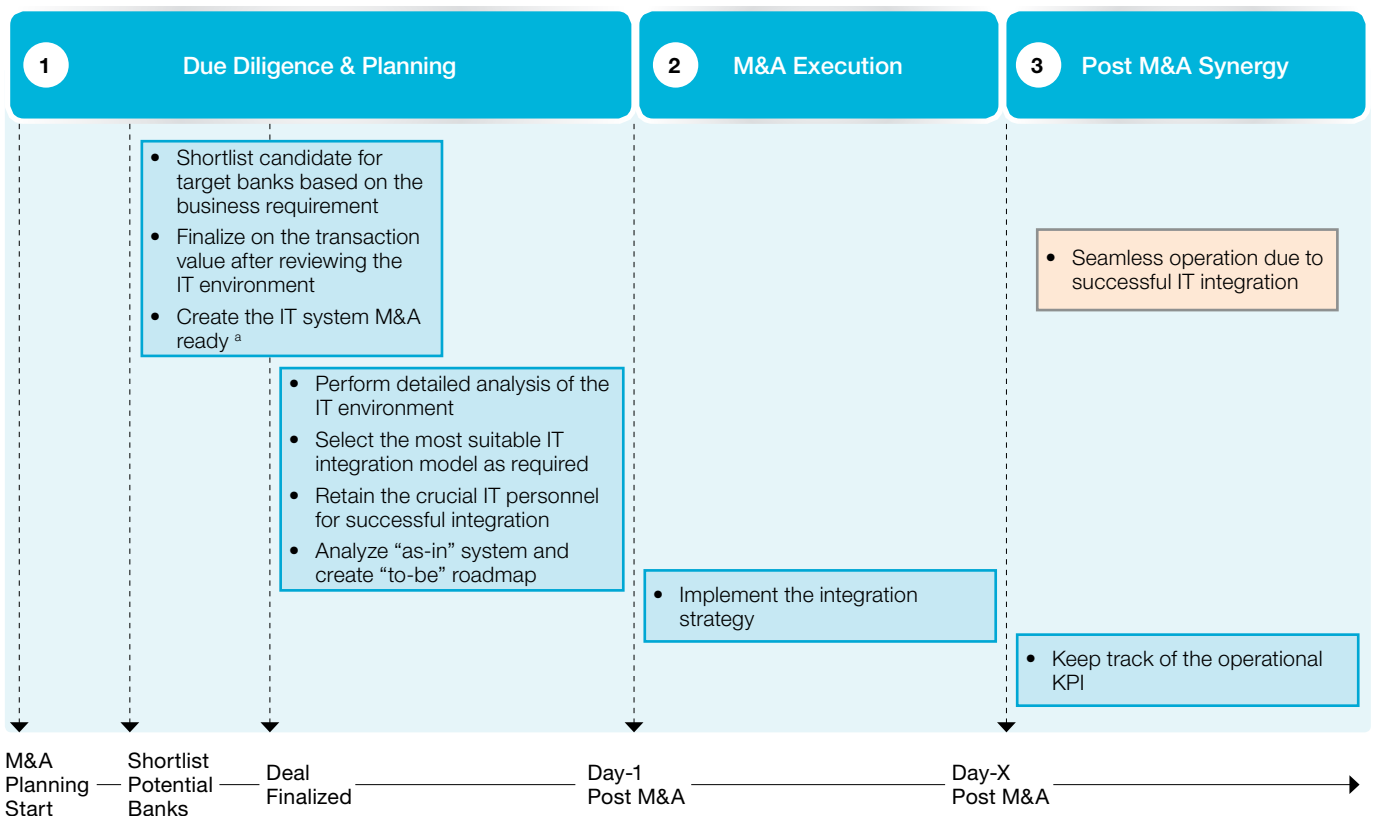 1
Due Diligence & Planning
2
M&A Execution
3
Post M&A Synergy
• Shortlist candidate for
target banks based on the
business requirement
• Finalize on the transaction
value after reviewing the
IT environment
• Create the IT system M&A
ready a
• Seamless operation due to
successful IT integration
• Perform detailed analysis of the
IT environment
• Select the most suitable IT
integration model as required
• Retain the crucial IT personnel
for successful integration
• Analyze “as-in” system and
create “to-be” roadmap
• Implement the integration
strategy
• Keep track of the operational
KPI
M&A
Planning
Start
Shortlist
Potential
Banks
Deal
Finalized
Day-1
Post M&A
Day-X
Post M&A